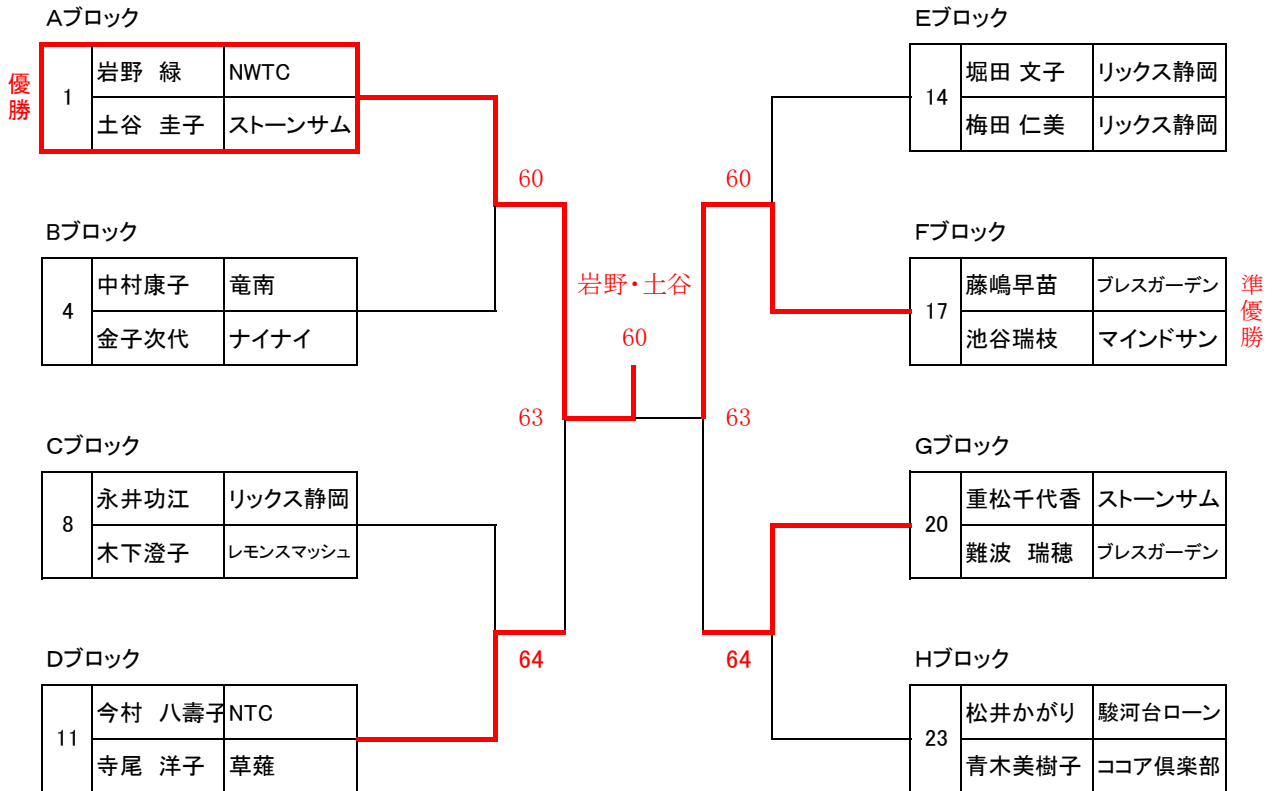 Aブロック
優勝
1
岩野 緑 NWTC
土谷 圭子 ストーンサム
60
Bブロック
4
中村康子 竜南
金子次代 ナイナイ
岩野・土谷
60
63
Cブロック
8
永井功江 リックス静岡
木下澄子 レモンスマッシュ
Dブロック
64
11
今村 八壽子 NTC
寺尾 洋子 草薙
Eブロック
14
堀田 文子 リックス静岡
梅田 仁美 リックス静岡
60
Fブロック
17
藤嶋早苗 ブレスガーデン
池谷瑞枝 マインドサン
準優勝
63
Gブロック
20
重松千代香 ストーンサム
難波 瑞穂 ブレスガーデン
64
Hブロック
23
松井かがり 駿河台ローン
青木美樹子 ココア倶楽部